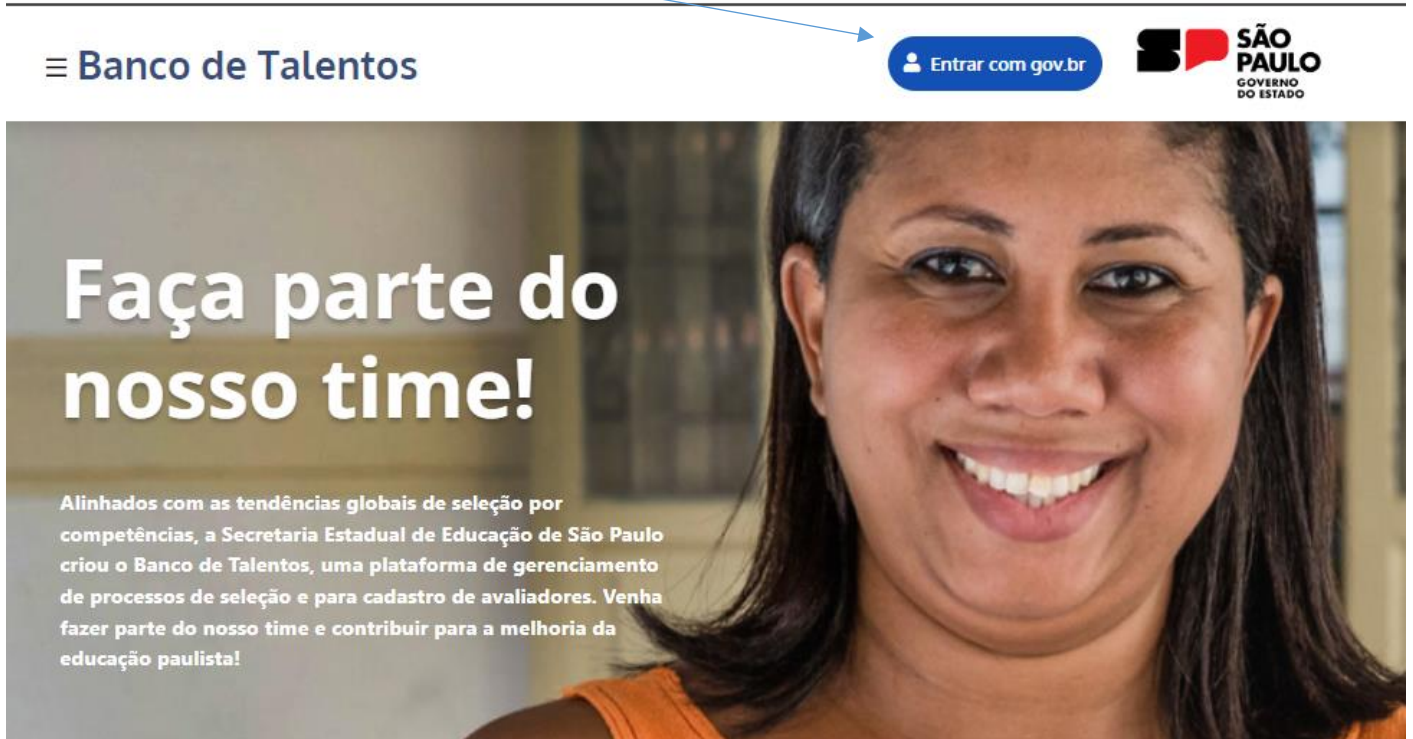 ☰ Banco de Talentos
Entrar com gov.br
SÃO
PAULO
GOVERNO
DO ESTADO
Faça parte do
nosso time!
Alinhados com as tendências globais de seleção por
competências, a Secretaria Estadual de Educação de São Paulo
criou o Banco de Talentos, uma plataforma de gerenciamento
de processos de seleção e para cadastro de avaliadores. Venha
fazer parte do nosso time e contribuir para a melhoria da
educação paulista!